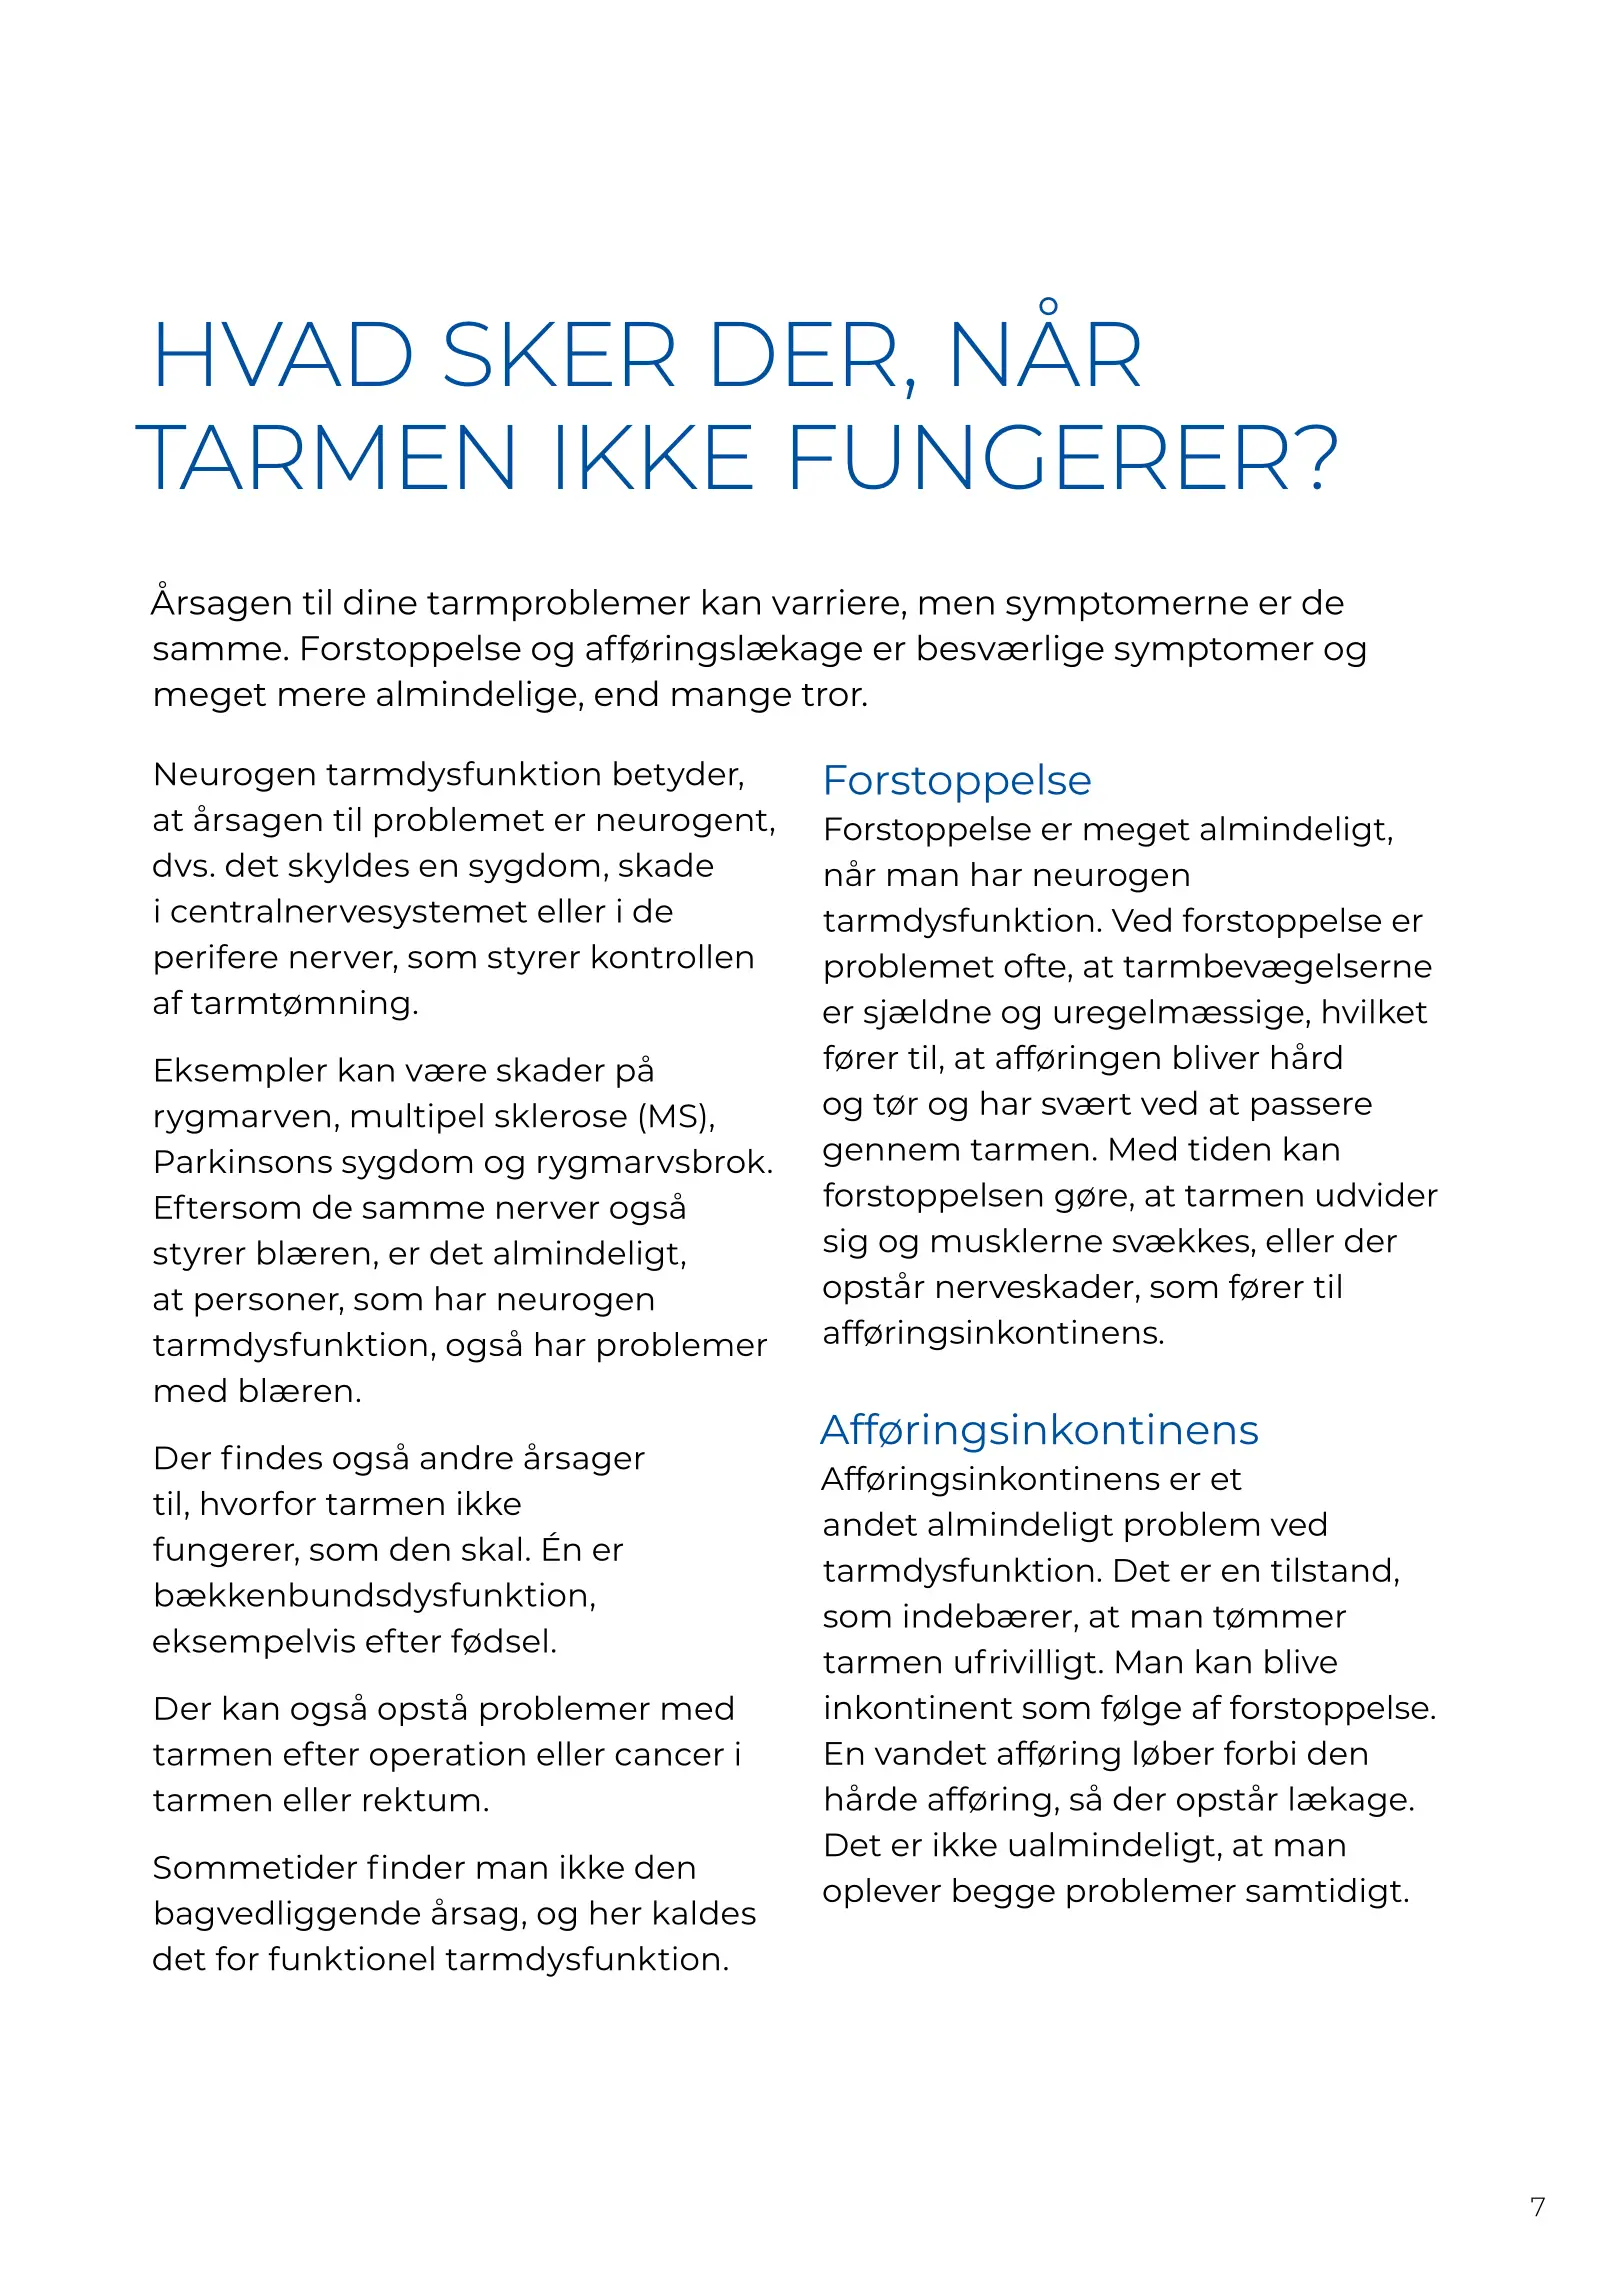 HVAD SKER DER, NÅR
TARMEN IKKE FUNGERER?
Årsagen til dine tarmproblemer kan varriere, men symptomerne er de
samme. Forstoppelse og afføringslækage er besværlige symptomer og
meget mere almindelige, end mange tror.
Neurogen tarmdysfunktion betyder,
at årsagen til problemet er neurogent,
dvs. det skyldes en sygdom, skade
i centralnervesystemet eller i de
perifere nerver, som styrer kontrollen
af tarmtømning.
Eksempler kan være skader på
rygmarven, multipel sklerose (MS),
Parkinsons sygdom og rygmarvsbrok.
Eftersom de samme nerver også
styrer blæren, er det almindeligt,
at personer, som har neurogen
tarmdysfunktion, også har problemer
med blæren.
Der findes også andre årsager
til, hvorfor tarmen ikke
fungerer, som den skal. Én er
bækkenbundsdysfunktion,
eksempelvis efter fødsel.
Der kan også opstå problemer med
tarmen efter operation eller cancer i
tarmen eller rektum.
Sommetider finder man ikke den
bagvedliggende årsag, og her kaldes
det for funktionel tarmdysfunktion.
Forstoppelse
Forstoppelse er meget almindeligt,
når man har neurogen
tarmdysfunktion. Ved forstoppelse er
problemet ofte, at tarmbevægelserne
er sjældne og uregelmæssige, hvilket
fører til, at afføringen bliver hård
og tør og har svært ved at passere
gennem tarmen. Med tiden kan
forstoppelsen gøre, at tarmen udvider
sig og musklerne svækkes, eller der
opstår nerveskader, som fører til
afføringsinkontinens.
Afføringsinkontinens
Afføringsinkontinens er et
andet almindeligt problem ved
tarmdysfunktion. Det er en tilstand,
som indebærer, at man tømmer
tarmen ufrivilligt. Man kan blive
inkontinent som følge af forstoppelse.
En vandet afføring løber forbi den
hårde afføring, så der opstår lækage.
Det er ikke ualmindeligt, at man
oplever begge problemer samtidigt.
7